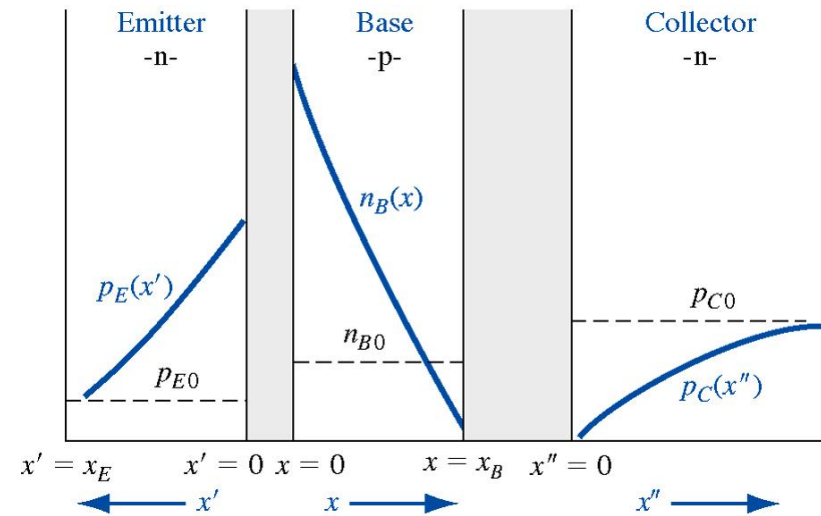 Emitter Base Collector
-n- -p- -n-
n_B(x)
p_E(x′)
p_C0
n_B0
p_E0
p_C(x″)
x′ = x_E x′ = 0 x = 0 x = x_B x″ = 0
x′ x x″